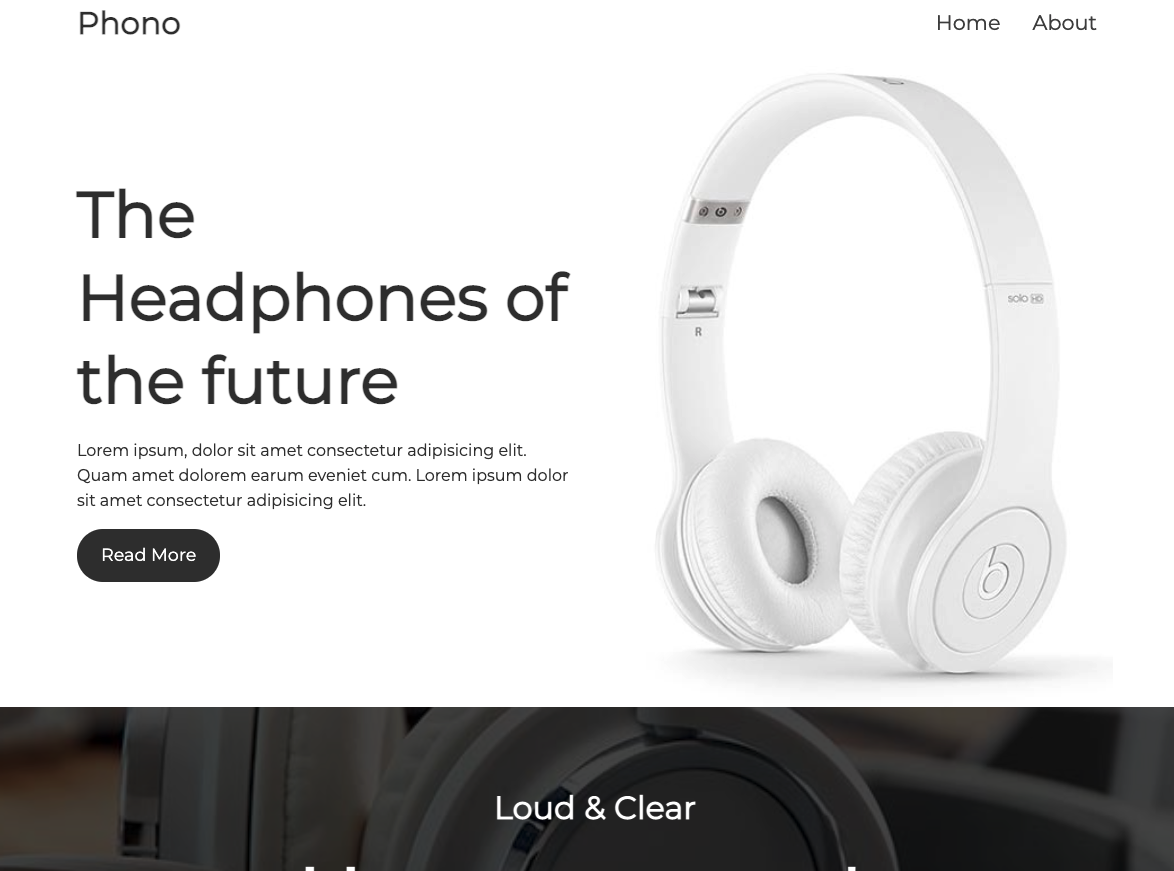 Phono
Home About
The
Headphones of
the future
Lorem ipsum, dolor sit amet consectetur adipisicing elit.
Quam amet dolorem earum eveniet cum. Lorem ipsum dolor
sit amet consectetur adipisicing elit.
Read More
R
solo HD
b
Loud & Clear